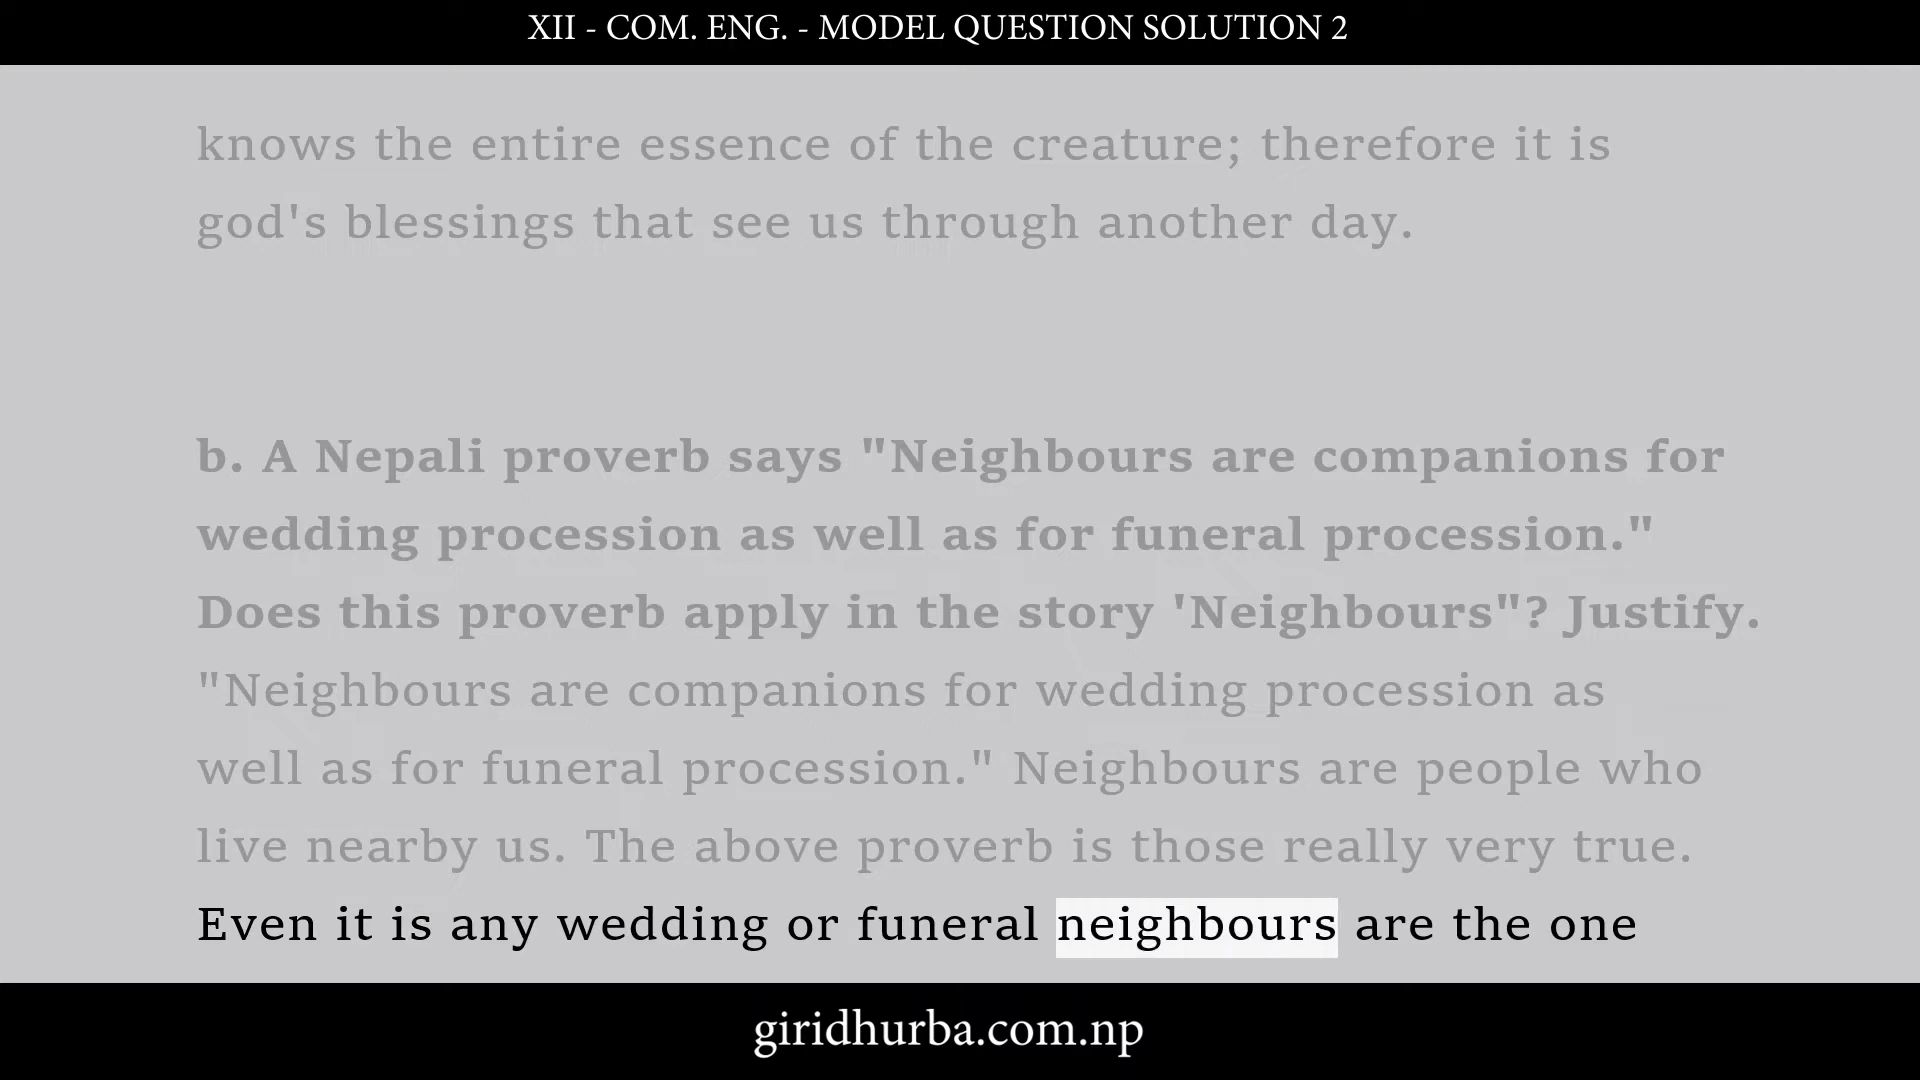 XII - COM. ENG. - MODEL QUESTION SOLUTION 2
knows the entire essence of the creature; therefore it is
god's blessings that see us through another day.
b. A Nepali proverb says "Neighbours are companions for
wedding procession as well as for funeral procession."
Does this proverb apply in the story 'Neighbours"? Justify.
"Neighbours are companions for wedding procession as
well as for funeral procession." Neighbours are people who
live nearby us. The above proverb is those really very true.
Even it is any wedding or funeral neighbours are the one
giridhurba.com.np